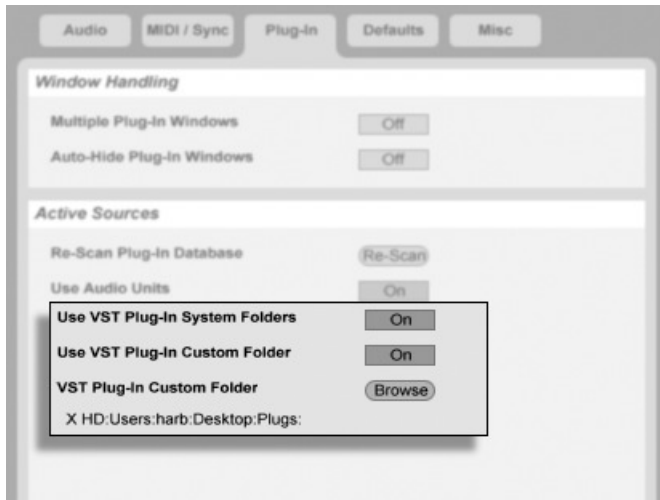 Audio MIDI / Sync Plug-In Defaults Misc
Window Handling
Multiple Plug-In Windows Off
Auto-Hide Plug-In Windows Off
Active Sources
Re-Scan Plug-In Database Re-Scan
Use Audio Units On
Use VST Plug-In System Folders On
Use VST Plug-In Custom Folder On
VST Plug-In Custom Folder Browse
X HD:Users:harb:Desktop:Plugs: